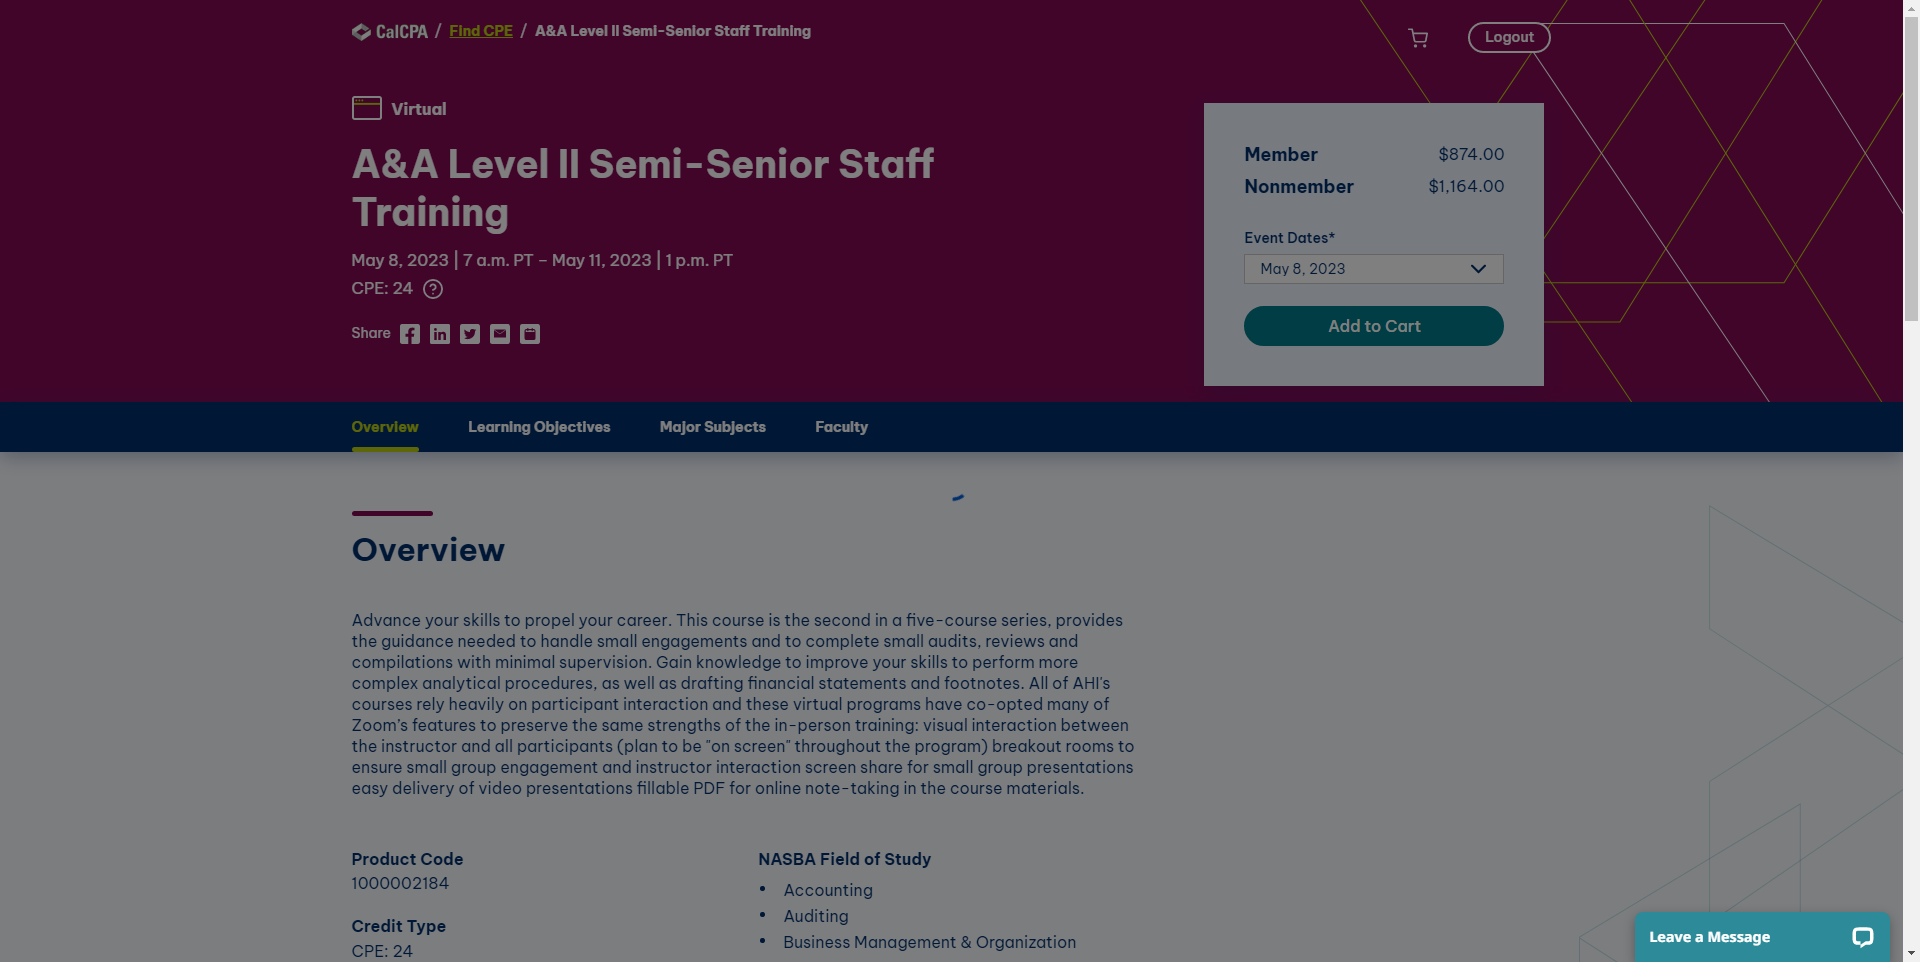 CalCPA / Find CPE / A&A Level II Semi-Senior Staff Training
Logout
Virtual
A&A Level II Semi-Senior Staff
Training
May 8, 2023 | 7 a.m. PT – May 11, 2023 | 1 p.m. PT
CPE: 24 ?
Share
Member $874.00
Nonmember $1,164.00
Event Dates*
May 8, 2023
Add to Cart
Overview Learning Objectives Major Subjects Faculty
Overview
Advance your skills to propel your career. This course is the second in a five-course series, provides
the guidance needed to handle small engagements and to complete small audits, reviews and
compilations with minimal supervision. Gain knowledge to improve your skills to perform more
complex analytical procedures, as well as drafting financial statements and footnotes. All of AHI's
courses rely heavily on participant interaction and these virtual programs have co-opted many of
Zoom's features to preserve the same strengths of the in-person training: visual interaction between
the instructor and all participants (plan to be "on screen" throughout the program) breakout rooms to
ensure small group engagement and instructor interaction screen share for small group presentations
easy delivery of video presentations fillable PDF for online note-taking in the course materials.
Product Code
1000002184
Credit Type
CPE: 24
NASBA Field of Study
• Accounting
• Auditing
• Business Management & Organization
Leave a Message